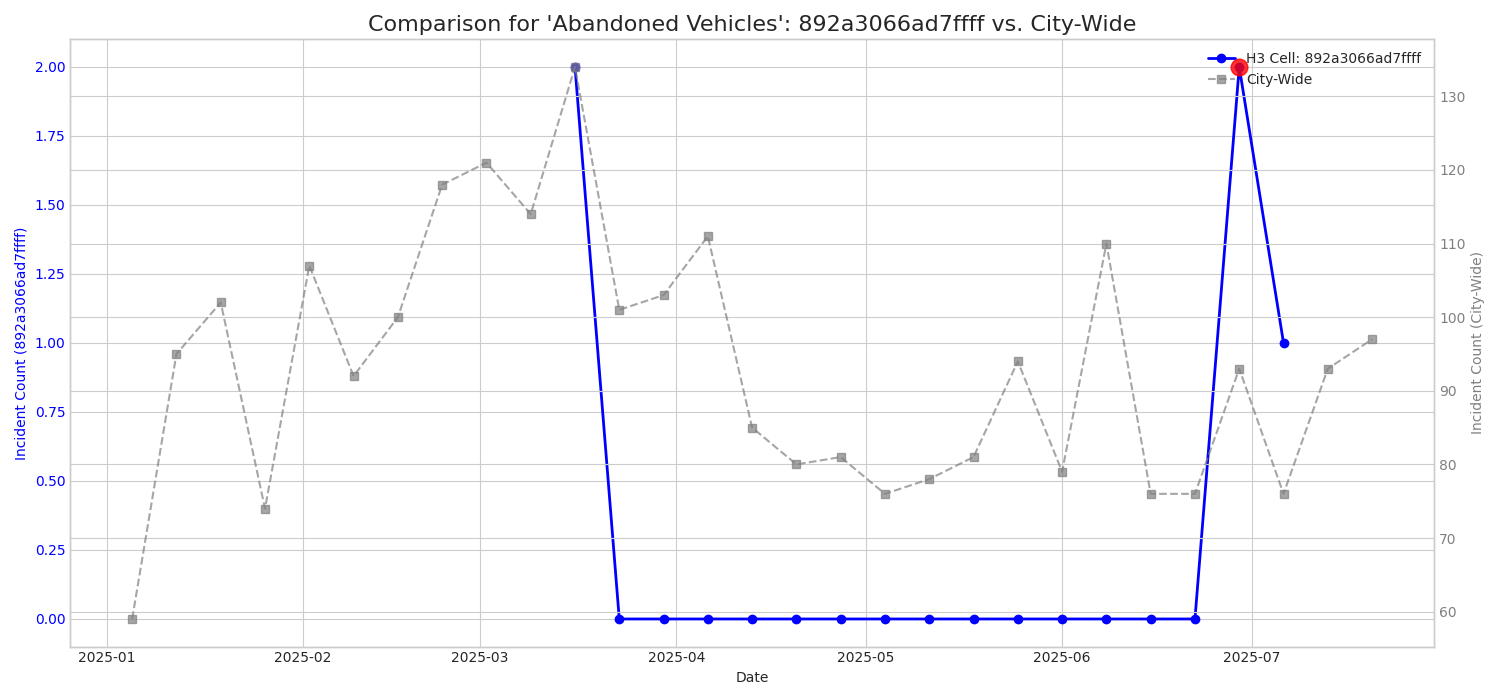 Comparison for 'Abandoned Vehicles': 892a3066ad7ffff vs. City-Wide
H3 Cell: 892a3066ad7ffff
City-Wide
Incident Count (892a3066ad7ffff)
2.00
1.75
1.50
1.25
1.00
0.75
0.50
0.25
0.00
130
120
110
100
90
80
70
60
Incident Count (City-Wide)
2025-01 2025-02 2025-03 2025-04 2025-05 2025-06 2025-07
Date